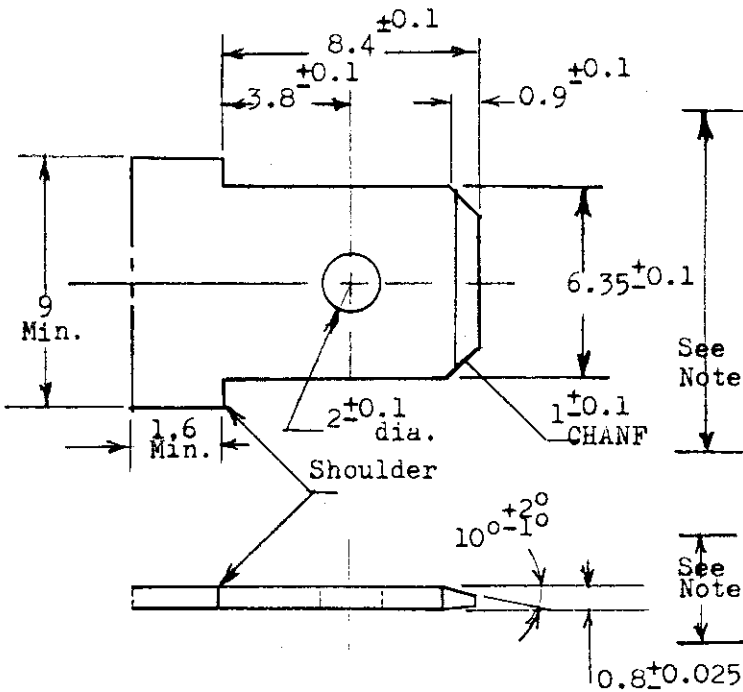 8.4±0.1
3.8±0.1
0.9±0.1
9
Min.
6.35±0.1
See
Note
2±0.1
dia.
1±0.1
CHANF
1.6
Min.
Shoulder
10°+2°
-1°
See
Note
0.8±0.025